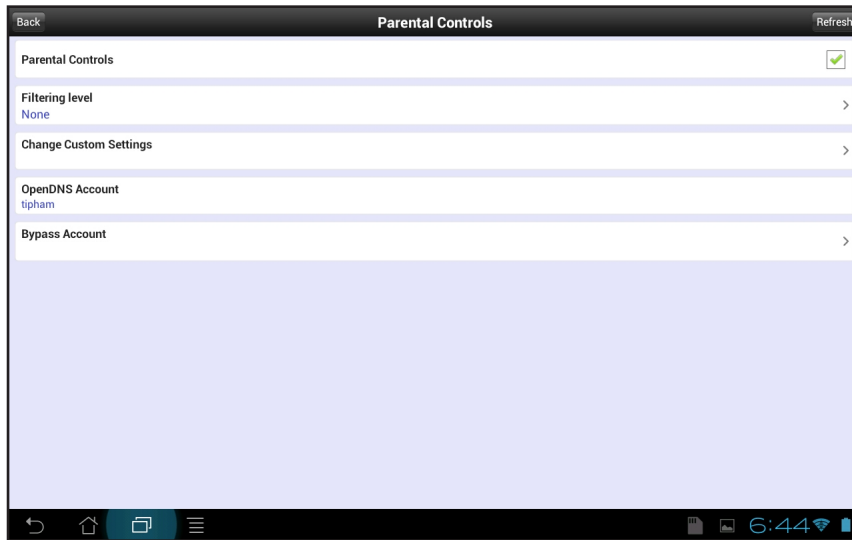 Back Parental Controls Refresh
Parental Controls
Filtering level
None
Change Custom Settings
OpenDNS Account
tipham
Bypass Account
6:44